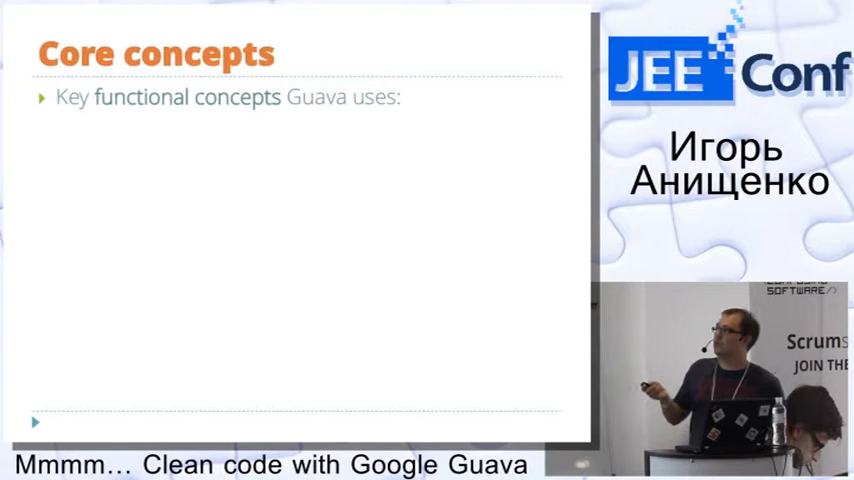 Core concepts
Key functional concepts Guava uses:
JEE Conf
Игорь
Анищенко
SOFTWARE
Scrums
JOIN THE
Mmmm... Clean code with Google Guava